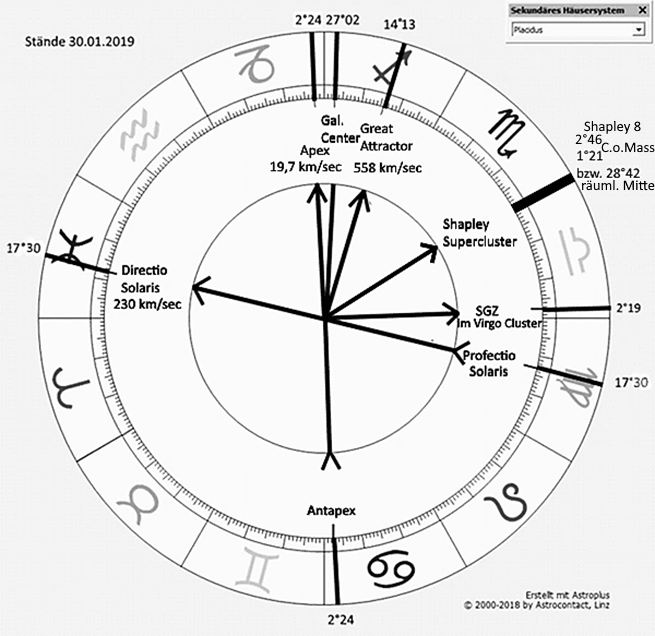 Sekundäres Häusersystem
Placidus
Stände 30.01.2019
2°24 27°02
14°13
Gal.
Center
Great
Attractor
Apex
19,7 km/sec
558 km/sec
Shapley 8
2°46
C.o.Mass
1°21
bzw. 28°42
räuml. Mitte
Shapley
Supercluster
17°30
Directio
Solaris
230 km/sec
SGZ
im Virgo Cluster
2°19
Profectio
Solaris
17°30
Antapex
2°24
Erstellt mit Astroplus
© 2000-2018 by Astrocontact, Linz